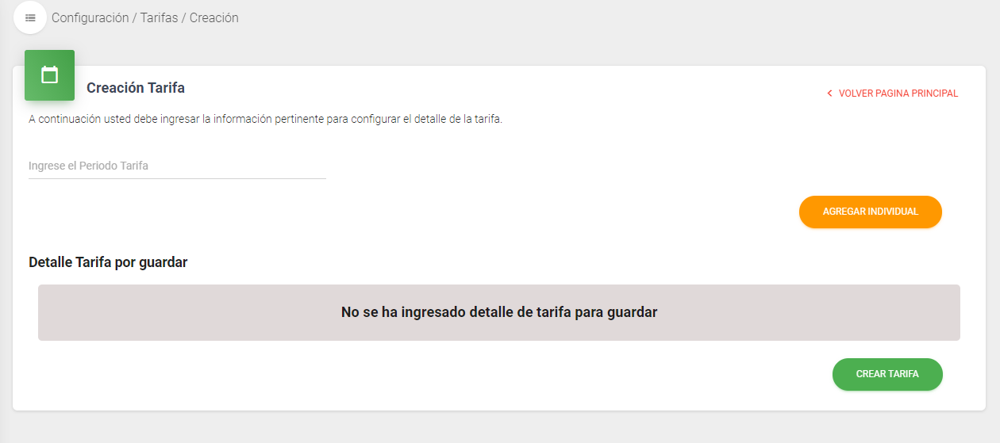 Configuración / Tarifas / Creación
Creación Tarifa
VOLVER PAGINA PRINCIPAL
A continuación usted debe ingresar la información pertinente para configurar el detalle de la tarifa.
Ingrese el Periodo Tarifa
AGREGAR INDIVIDUAL
Detalle Tarifa por guardar
No se ha ingresado detalle de tarifa para guardar
CREAR TARIFA